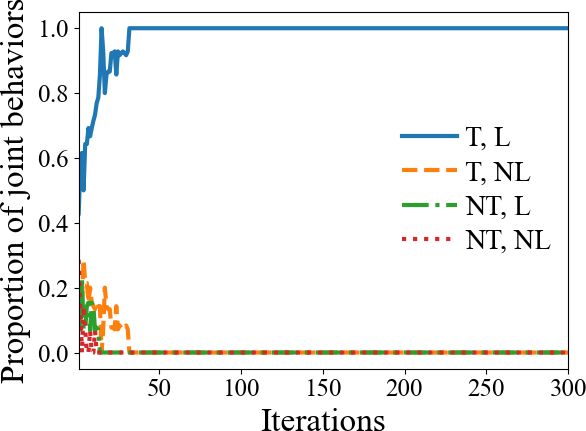 Proportion of joint behaviors
1.0
0.8
0.6
0.4
0.2
0.0
T, L
T, NL
NT, L
NT, NL
50 100 150 200 250 300
Iterations